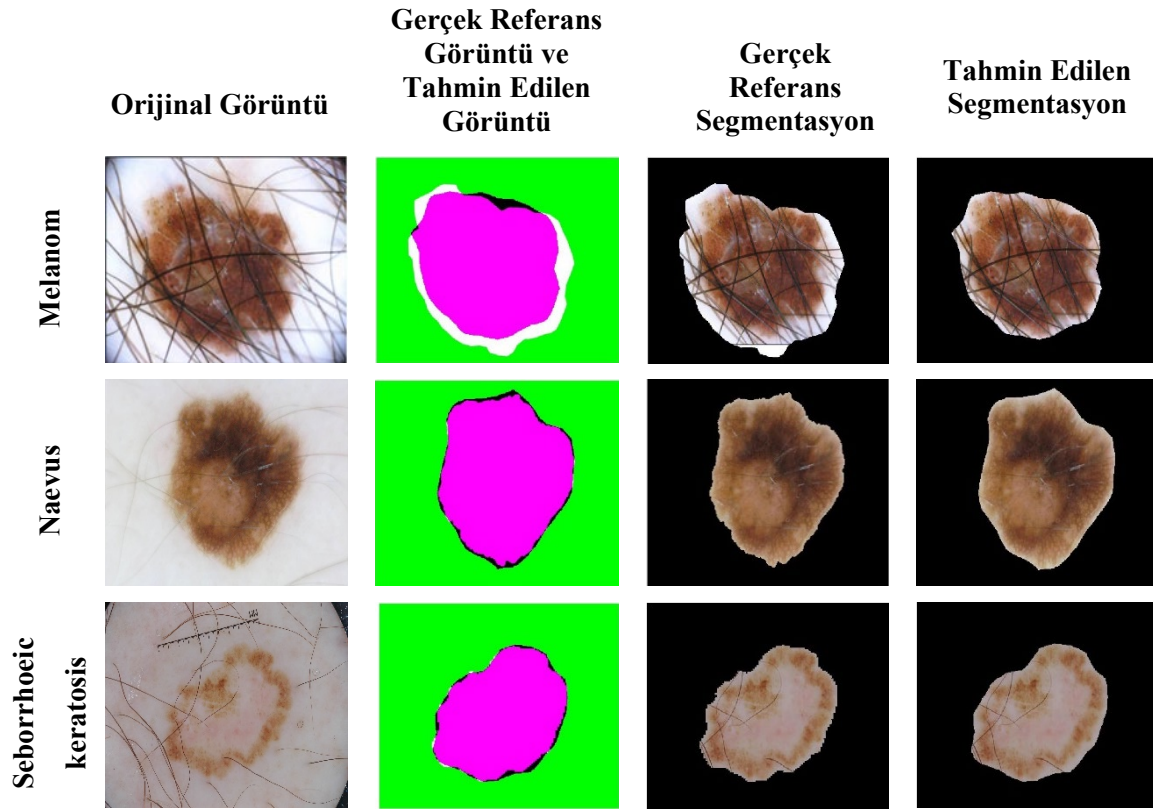 Orijinal Görüntü
Gerçek Referans
Görüntü ve
Tahmin Edilen
Görüntü
Gerçek
Referans
Segmentasyon
Tahmin Edilen
Segmentasyon
Melanom
Naevus
Seborrhoeic
keratosis